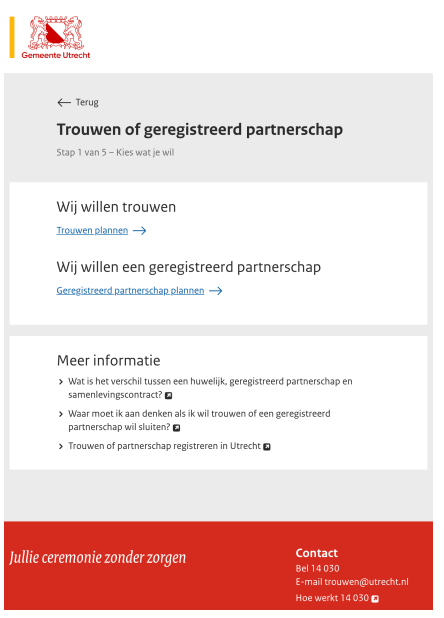 Gemeente Utrecht
Terug
Trouwen of geregistreerd partnerschap
Stap 1 van 5 – Kies wat je wil
Wij willen trouwen
Trouwen plannen
Wij willen een geregistreerd partnerschap
Geregistreerd partnerschap plannen
Meer informatie
Wat is het verschil tussen een huwelijk, geregistreerd partnerschap en
samenlevingscontract?
Waar moet ik aan denken als ik wil trouwen of een geregistreerd
partnerschap wil sluiten?
Trouwen of partnerschap registreren in Utrecht
Jullie ceremonie zonder zorgen
Contact
Bel 14 030
E-mail trouwen@utrecht.nl
Hoe werkt 14 030